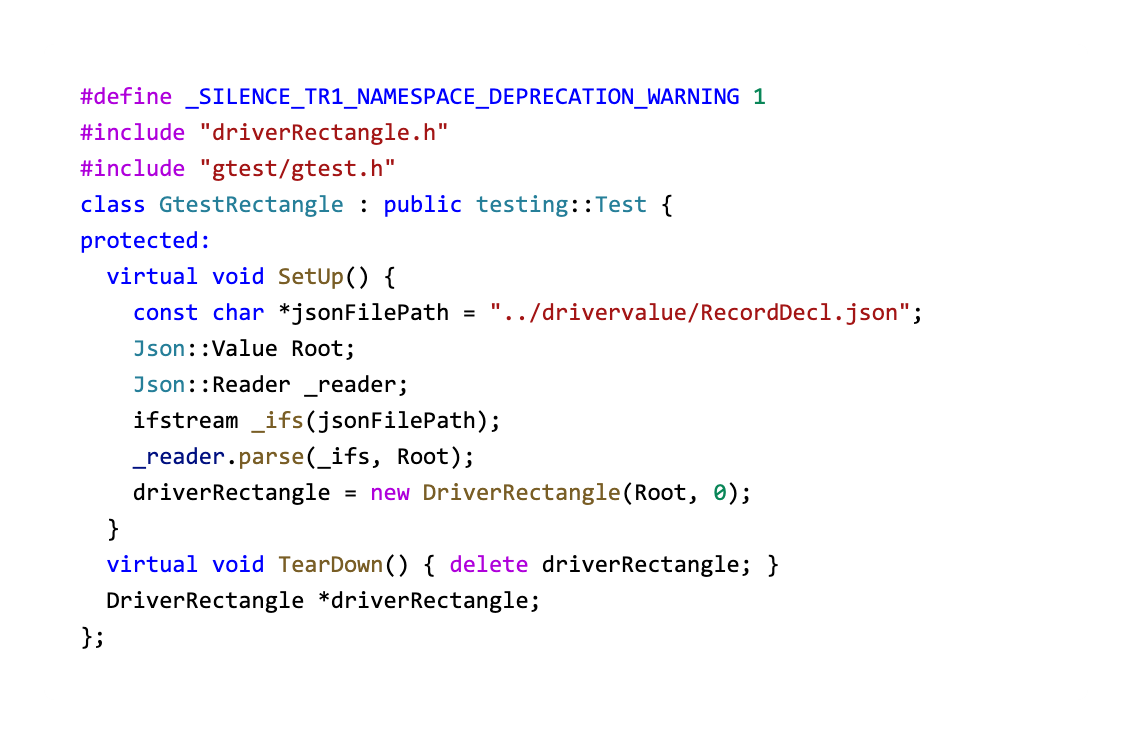 #define _SILENCE_TR1_NAMESPACE_DEPRECATION_WARNING 1
#include "driverRectangle.h"
#include "gtest/gtest.h"
class GtestRectangle : public testing::Test {
protected:
  virtual void SetUp() {
    const char *jsonFilePath = "../drivervalue/RecordDecl.json";
    Json::Value Root;
    Json::Reader _reader;
    ifstream _ifs(jsonFilePath);
    _reader.parse(_ifs, Root);
    driverRectangle = new DriverRectangle(Root, 0);
  }
  virtual void TearDown() { delete driverRectangle; }
  DriverRectangle *driverRectangle;
};